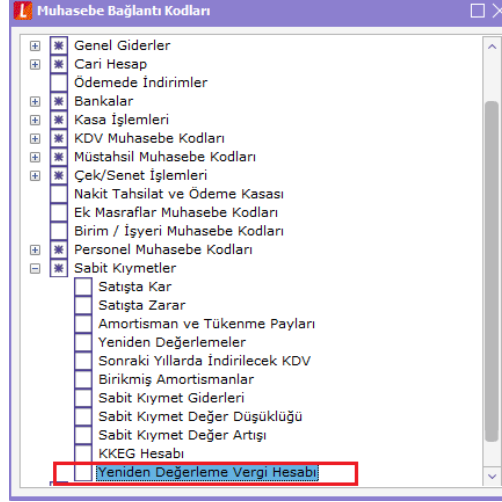 Muhasebe Bağlantı Kodları
Genel Giderler
Cari Hesap
Ödemede İndirimler
Bankalar
Kasa İşlemleri
KDV Muhasebe Kodları
Müstahsil Muhasebe Kodları
Çek/Senet İşlemleri
Nakit Tahsilat ve Ödeme Kasası
Ek Masraflar Muhasebe Kodları
Birim / İşyeri Muhasebe Kodları
Personel Muhasebe Kodları
Sabit Kıymetler
Satışta Kar
Satışta Zarar
Amortisman ve Tükenme Payları
Yeniden Değerlemeler
Sonraki Yıllarda İndirilecek KDV
Birikmiş Amortismanlar
Sabit Kıymet Giderleri
Sabit Kıymet Değer Düşüklüğü
Sabit Kıymet Değer Artışı
KKEG Hesabı
Yeniden Değerleme Vergi Hesabı